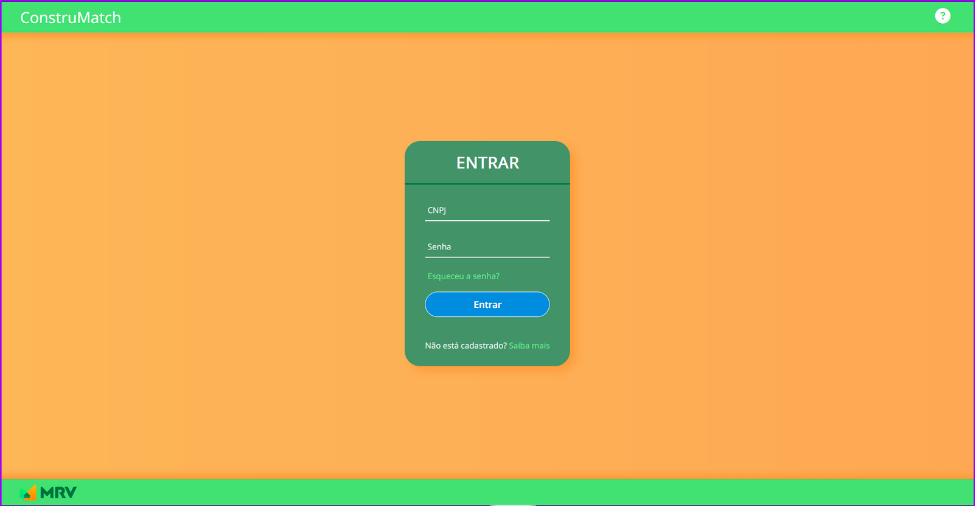 ConstruMatch
?
ENTRAR
CNPJ
Senha
Esqueceu a senha?
Entrar
Não está cadastrado? Saiba mais
MRV